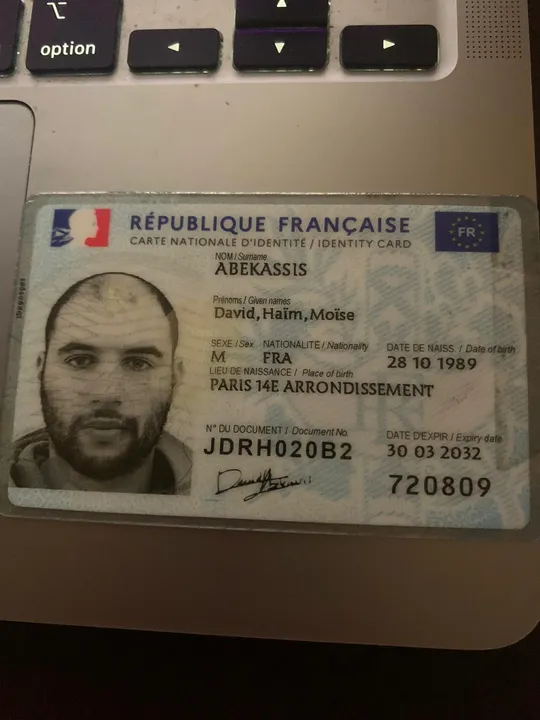 option
RÉPUBLIQUE FRANÇAISE
FR
CARTE NATIONALE D'IDENTITÉ / IDENTITY CARD
NOM / Surname
ABEKASSIS
Prénoms / Given names
David, Haïm, Moïse
SEXE / Sex NATIONALITÉ / Nationality DATE DE NAISS. / Date of birth
M FRA 28 10 1989
LIEU DE NAISSANCE / Place of birth
PARIS 14E ARRONDISSEMENT
N° DU DOCUMENT / Document No. DATE D'EXPIR / Expiry date
JDRH020B2 30 03 2032
720809